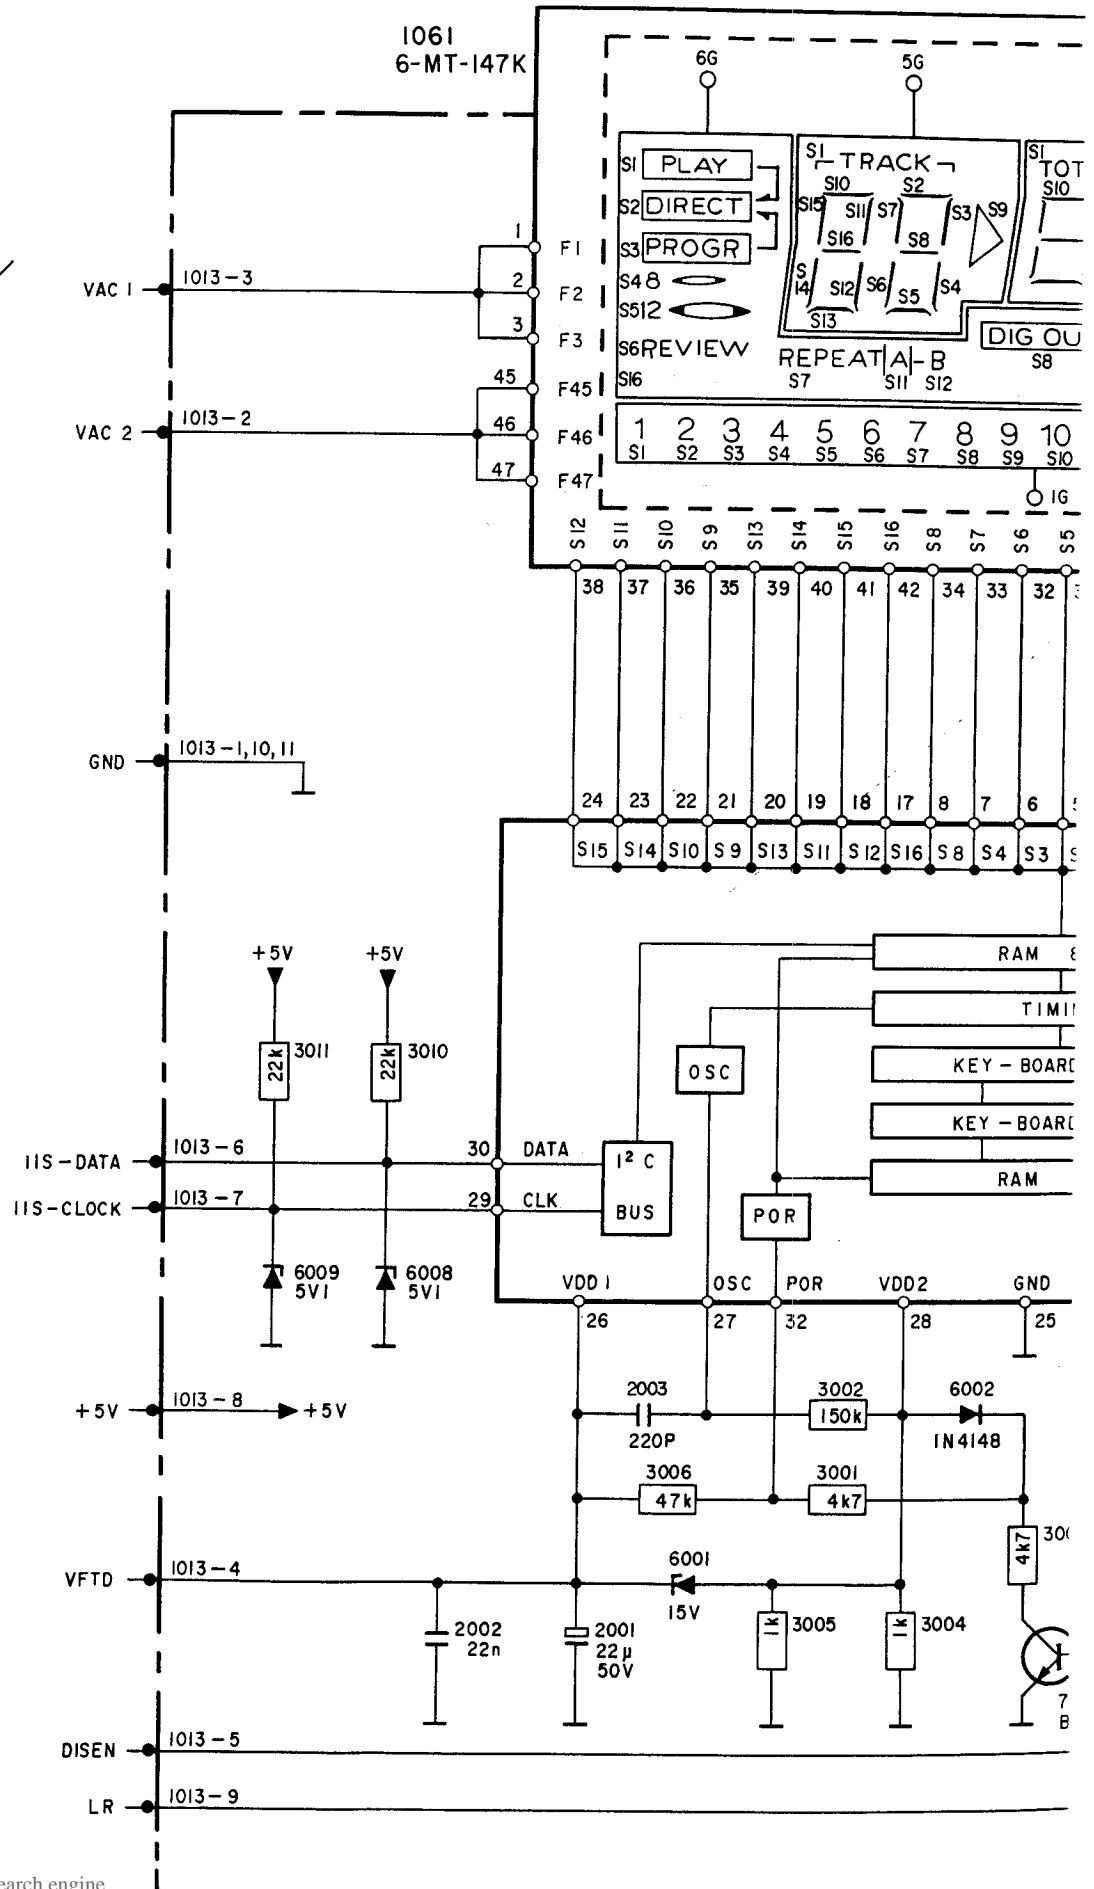 1061
6-MT-147K
6G
5G
S1 PLAY
S2 DIRECT
S3 PROGR
S4 8
S5 12
S6 REVIEW
S16
S1
TRACK
S10 S2
S15 S11 S7 S3 S9
S16 S8
S14 S12 S6 S4
S5
S13
S1
S10
REPEAT A-B
S7 S11 S12
S8
1 2 3 4 5 6 7 8 9 10
S1 S2 S3 S4 S5 S6 S7 S8 S9 S10
1G
1 F1
2 F2
3 F3
45 F45
46 F46
47 F47
VAC 1 1013-3
VAC 2 1013-2
S12 S11 S10 S9 S13 S14 S15 S16 S8 S7 S6 S5
38 37 36 35 39 40 41 42 34 33 32
GND 1013-1,10,11
24 23 22 21 20 19 18 17 8 7 6
S15 S14 S10 S9 S13 S11 S12 S16 S8 S4 S3
RAM
KEY-BOARD
KEY-BOARD
RAM
OSC
POR
+5V +5V
22k 3011
22k 3010
IIS-DATA 1013-6 30 DATA
IIS-CLOCK 1013-7 29 CLK
I²C
BUS
6009
5V1
6008
5V1
VDD1 OSC POR VDD2 GND
26 27 32 28 25
+5V 1013-8 +5V
2003
220P
3002
150k
6002
1N4148
3006
47k
3001
4k7
4k7
VFTD 1013-4
6001
15V
2002
22n
2001
22µ
50V
1k 3005
1k 3004
DISEN 1013-5
LR 1013-9
engine